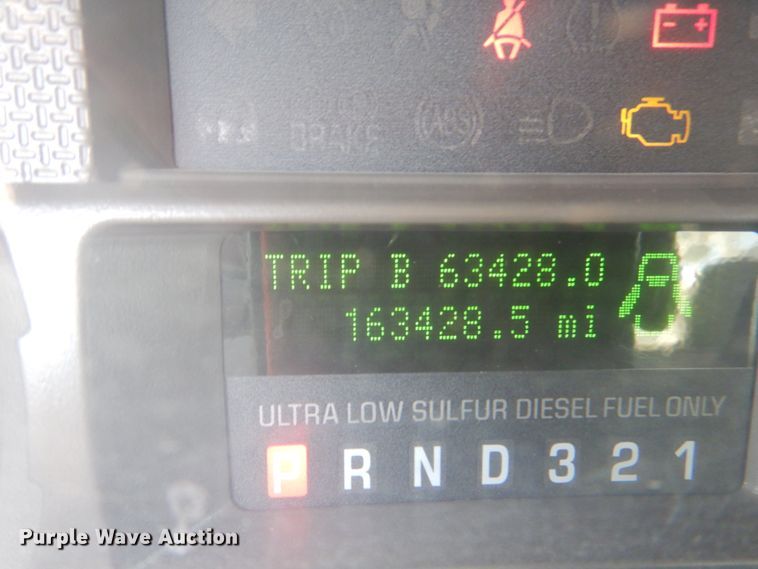 BRAKE
ABS
TRIP B 63428.0
163428.5 mi
ULTRA LOW SULFUR DIESEL FUEL ONLY
P R N D 3 2 1
Purple Wave Auction